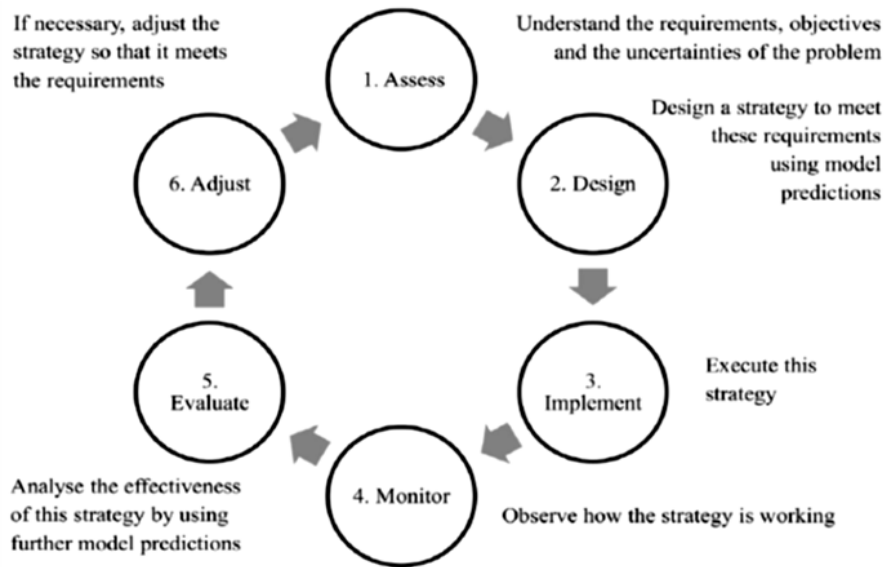 If necessary, adjust the
strategy so that it meets
the requirements
1. Assess
Understand the requirements, objectives
and the uncertainties of the problem
6. Adjust
2. Design
Design a strategy to meet
these requirements
using model
predictions
5.
Evaluate
3.
Implement
Execute this
strategy
Analyse the effectiveness
of this strategy by using
further model predictions
4. Monitor
Observe how the strategy is working